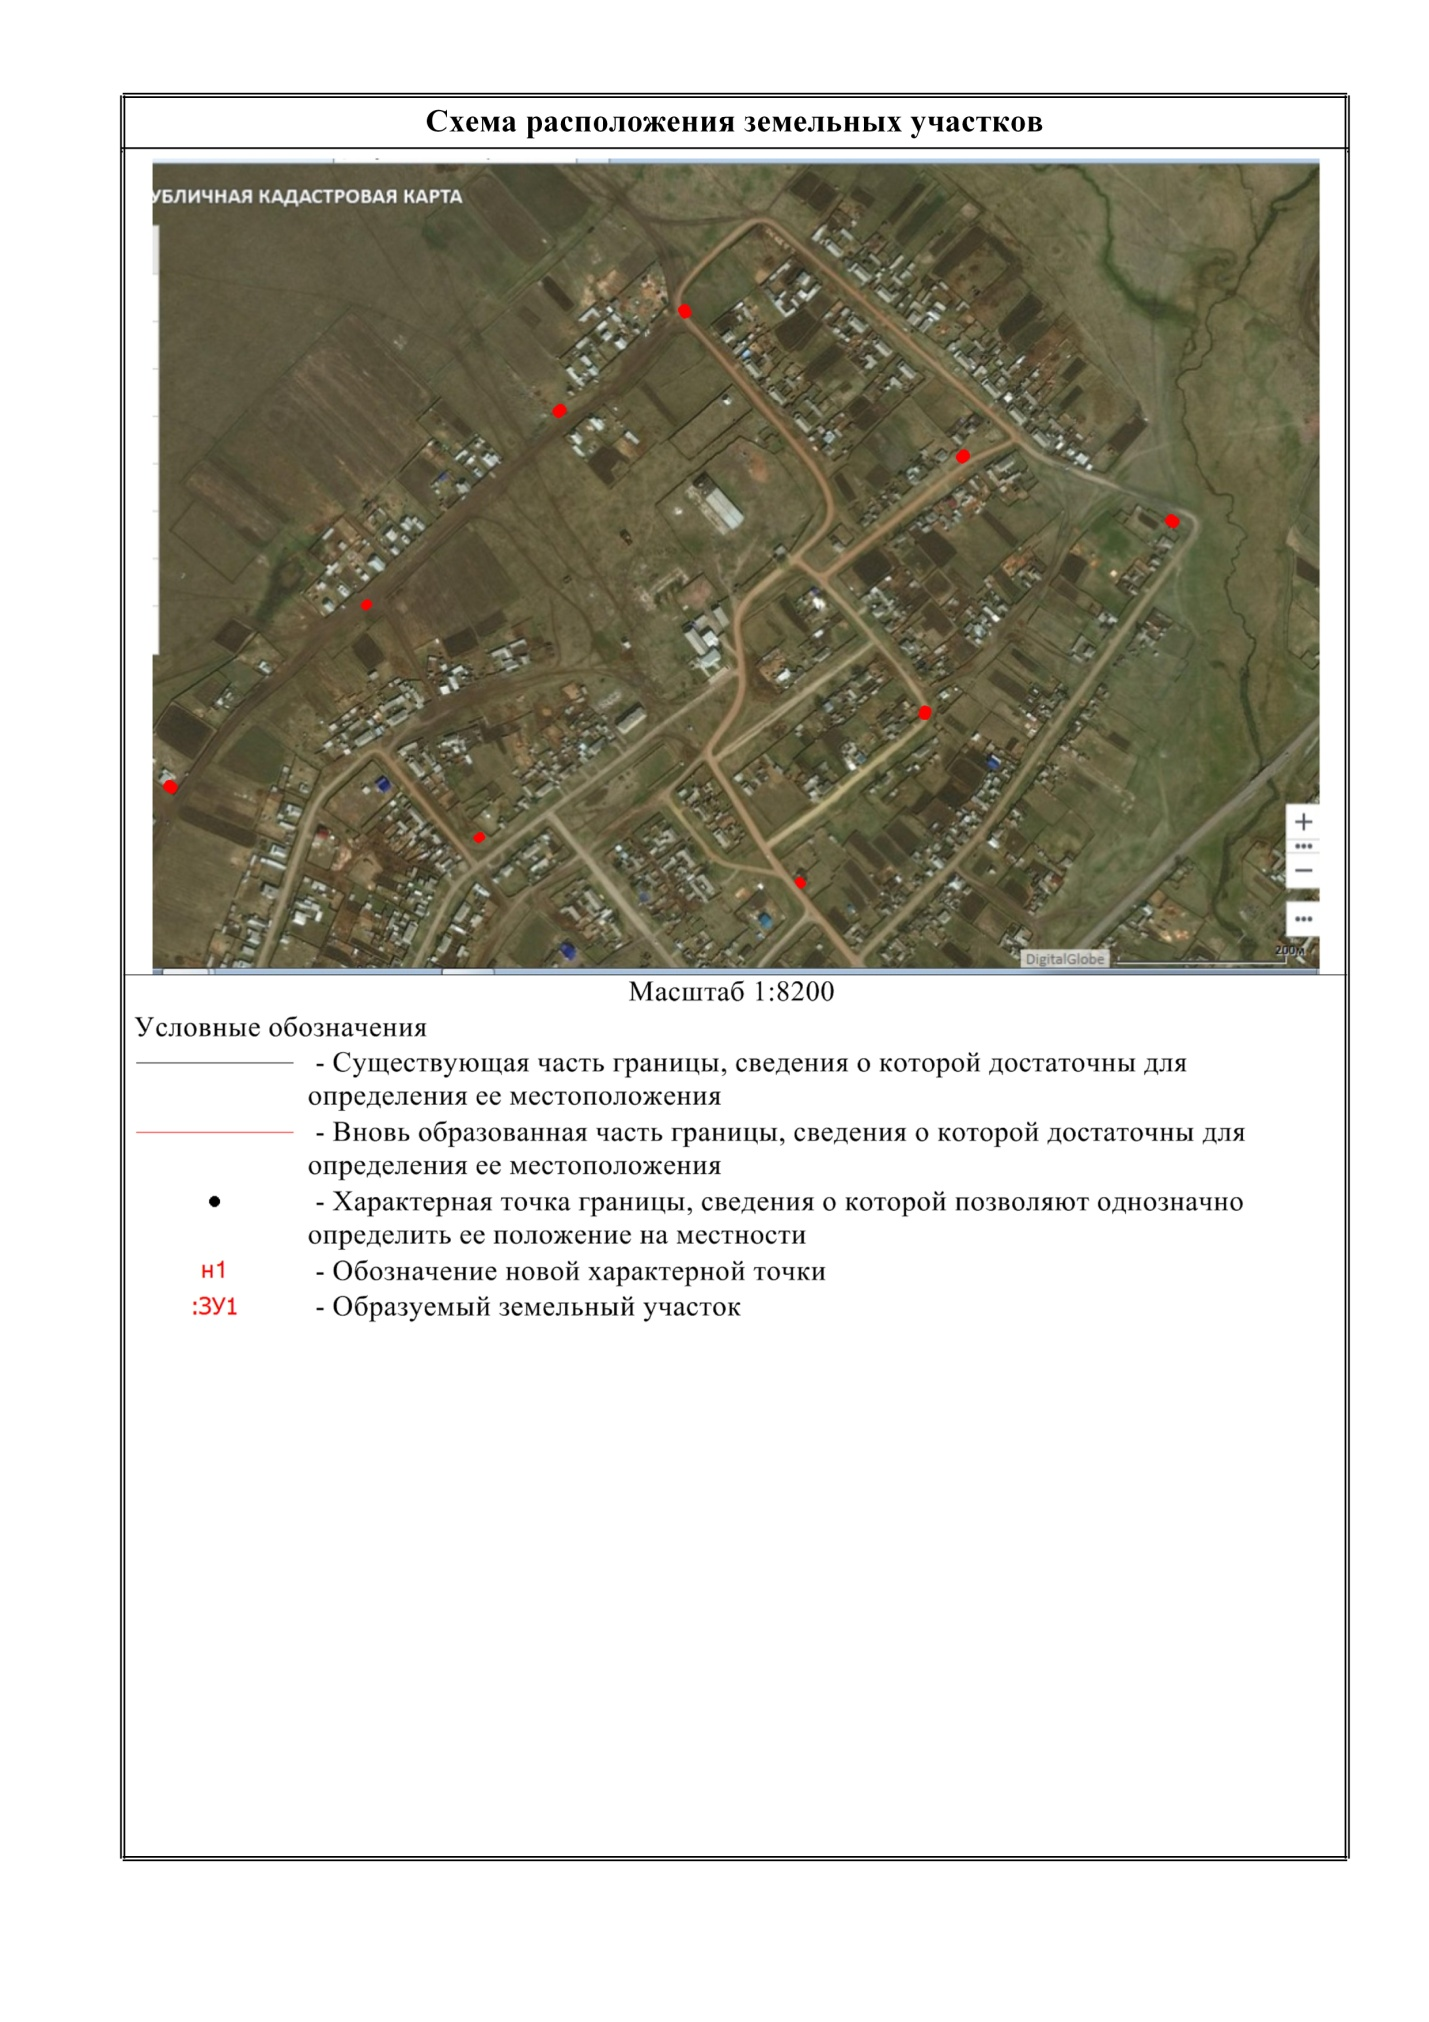 Схема расположения земельных участков
УБЛИЧНАЯ КАДАСТРОВАЯ КАРТА
DigitalGlobe
200м
Масштаб 1:8200
Условные обозначения
- Существующая часть границы, сведения о которой достаточны для
определения ее местоположения
- Вновь образованная часть границы, сведения о которой достаточны для
определения ее местоположения
- Характерная точка границы, сведения о которой позволяют однозначно
определить ее положение на местности
н1 - Обозначение новой характерной точки
:ЗУ1 - Образуемый земельный участок